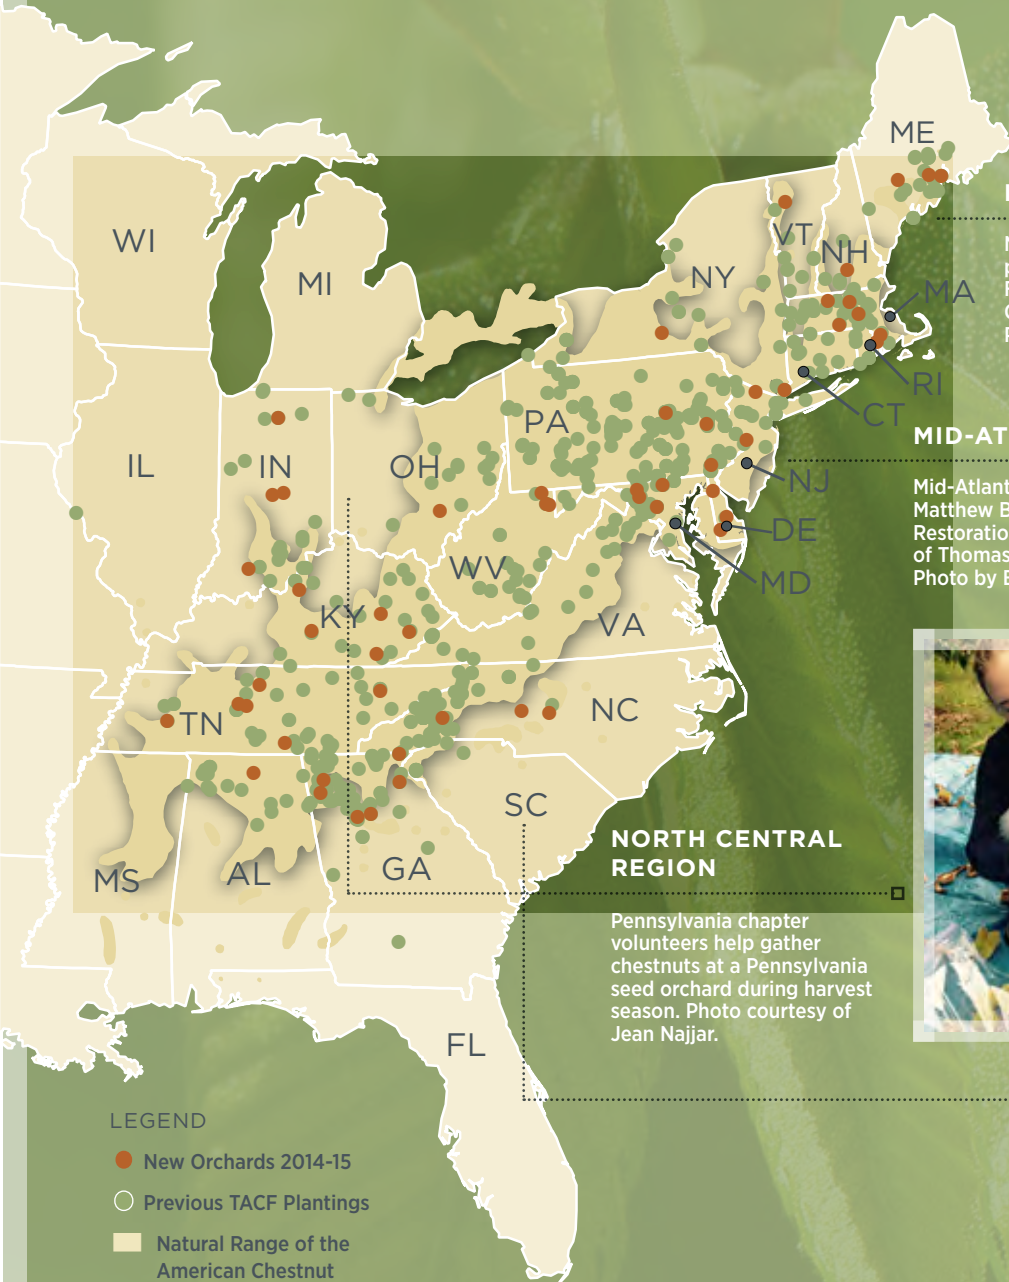 ME
WI
VT
NH
MI
NY
MA
RI
CT
PA
MID-AT
IL
IN
OH
NJ
Mid-Atlant
Matthew B
Restoratio
of Thomas
Photo by E
DE
WV
MD
KY
VA
NC
TN
SC
NORTH CENTRAL
REGION
MS
AL
GA
Pennsylvania chapter
volunteers help gather
chestnuts at a Pennsylvania
seed orchard during harvest
season. Photo courtesy of
Jean Najjar.
FL
LEGEND
New Orchards 2014-15
Previous TACF Plantings
Natural Range of the
American Chestnut